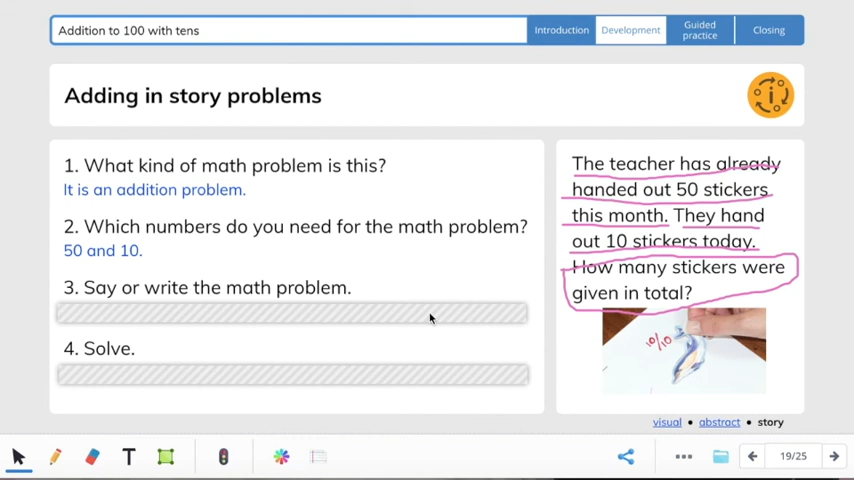 Addition to 100 with tens
Introduction
Development
Guided
practice
Closing
Adding in story problems
1. What kind of math problem is this?
It is an addition problem.
2. Which numbers do you need for the math problem?
50 and 10.
3. Say or write the math problem.
4. Solve.
The teacher has already
handed out 50 stickers
this month. They hand
out 10 stickers today.
How many stickers were
given in total?
10/10
visual • abstract • story
T
19/25